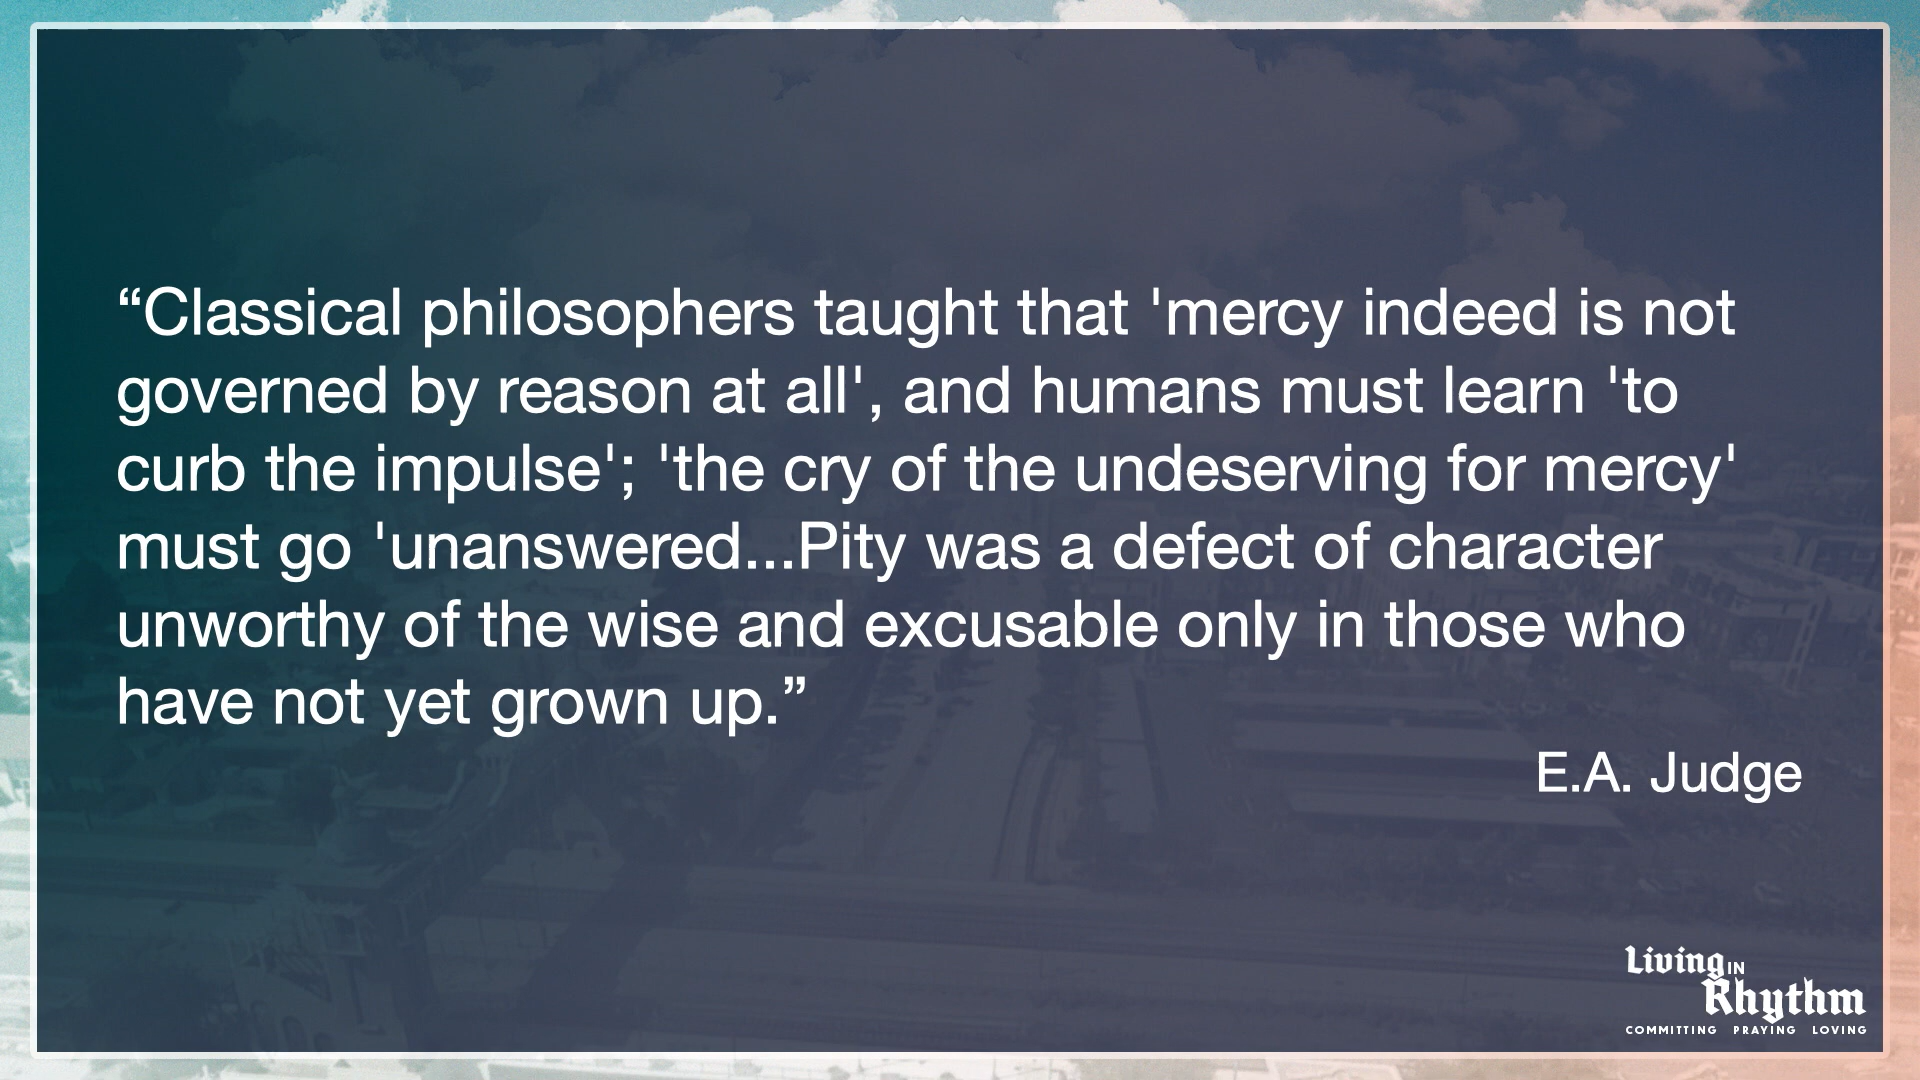 “Classical philosophers taught that 'mercy indeed is not
governed by reason at all', and humans must learn 'to
curb the impulse'; 'the cry of the undeserving for mercy'
must go 'unanswered...Pity was a defect of character
unworthy of the wise and excusable only in those who
have not yet grown up.”
E.A. Judge
Living IN
Rhythm
COMMITTING PRAYING LOVING